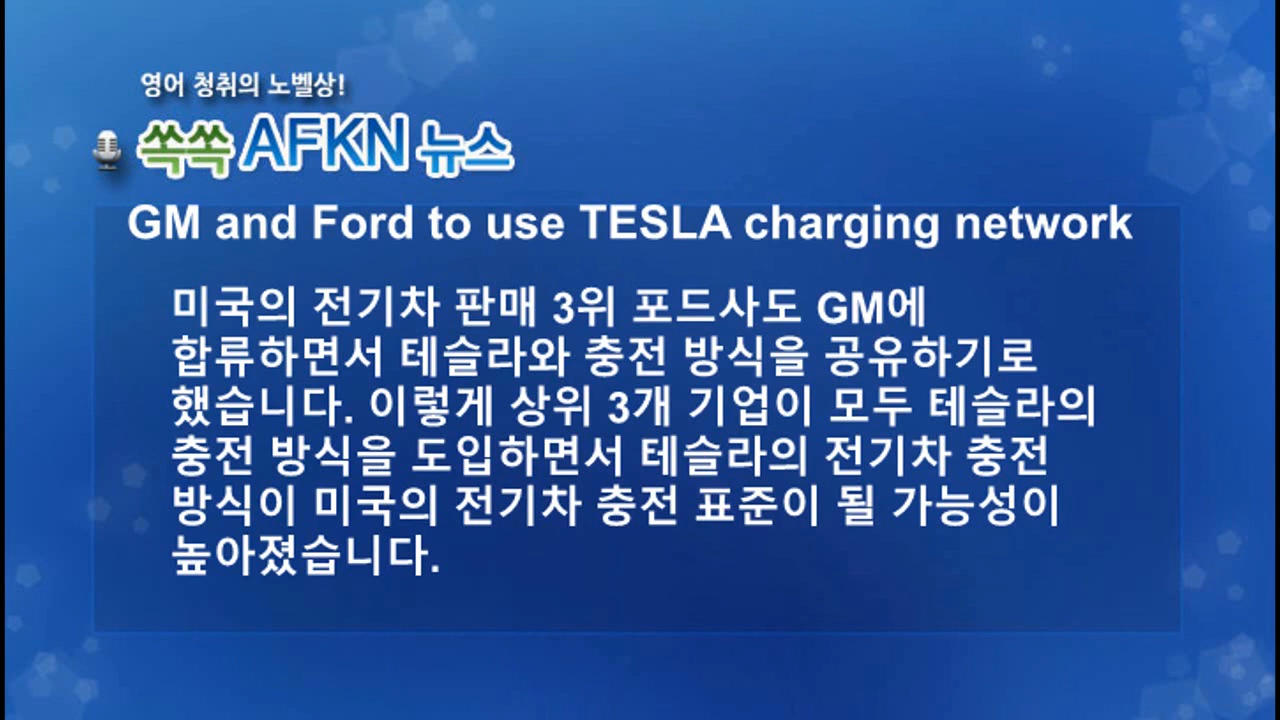 영어 청취의 노벨상!
쏙쏙 AFKN 뉴스
GM and Ford to use TESLA charging network
미국의 전기차 판매 3위 포드사도 GM에
합류하면서 테슬라와 충전 방식을 공유하기로
했습니다. 이렇게 상위 3개 기업이 모두 테슬라의
충전 방식을 도입하면서 테슬라의 전기차 충전
방식이 미국의 전기차 충전 표준이 될 가능성이
높아졌습니다.